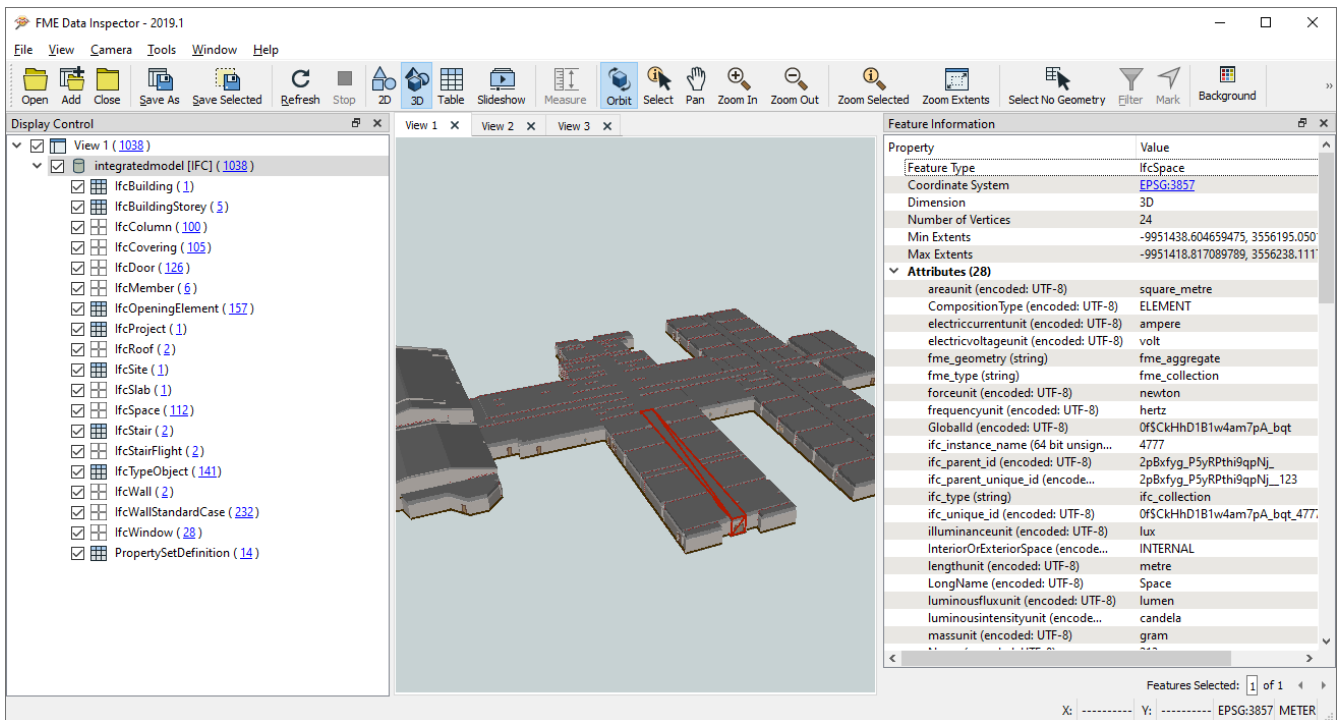 FME Data Inspector - 2019.1
File View Camera Tools Window Help
Open Add Close Save As Save Selected Refresh Stop 2D 3D Table Slideshow Measure Orbit Select Pan Zoom In Zoom Out Zoom Selected Zoom Extents Select No Geometry Filter Mark Background »
Display Control
View 1 X View 2 X View 3 X
Feature Information
View 1 ( 1038 )
integratedmodel [IFC] ( 1038 )
IfcBuilding ( 1 )
IfcBuildingStorey ( 5 )
IfcColumn ( 100 )
IfcCovering ( 105 )
IfcDoor ( 126 )
IfcMember ( 6 )
IfcOpeningElement ( 157 )
IfcProject ( 1 )
IfcRoof ( 2 )
IfcSite ( 1 )
IfcSlab ( 1 )
IfcSpace ( 112 )
IfcStair ( 2 )
IfcStairFlight ( 2 )
IfcTypeObject ( 141 )
IfcWall ( 2 )
IfcWallStandardCase ( 232 )
IfcWindow ( 28 )
PropertySetDefinition ( 14 )
Property Value
Feature Type IfcSpace
Coordinate System EPSG:3857
Dimension 3D
Number of Vertices 24
Min Extents -9951438.604659475, 3556195.050
Max Extents -9951418.817089789, 3556238.111
Attributes (28)
areaunit (encoded: UTF-8) square_metre
CompositionType (encoded: UTF-8) ELEMENT
electriccurrentunit (encoded: UTF-8) ampere
electricvoltageunit (encoded: UTF-8) volt
fme_geometry (string) fme_aggregate
fme_type (string) fme_collection
forceunit (encoded: UTF-8) newton
frequencyunit (encoded: UTF-8) hertz
GlobalId (encoded: UTF-8) 0f$CkHhD1B1w4am7pA_bqt
ifc_instance_name (64 bit unsign... 4777
ifc_parent_id (encoded: UTF-8) 2pBxfyg_P5yRPthi9qpNj_
ifc_parent_unique_id (encode... 2pBxfyg_P5yRPthi9qpNj__123
ifc_type (string) ifc_collection
ifc_unique_id (encoded: UTF-8) 0f$CkHhD1B1w4am7pA_bqt_477
illuminanceunit (encoded: UTF-8) lux
InteriorOrExteriorSpace (encode... INTERNAL
lengthunit (encoded: UTF-8) metre
LongName (encoded: UTF-8) Space
luminousfluxunit (encoded: UTF-8) lumen
luminousintensityunit (encode... candela
massunit (encoded: UTF-8) gram
Features Selected: 1 of 1
X: ---------- Y: ---------- EPSG:3857 METER